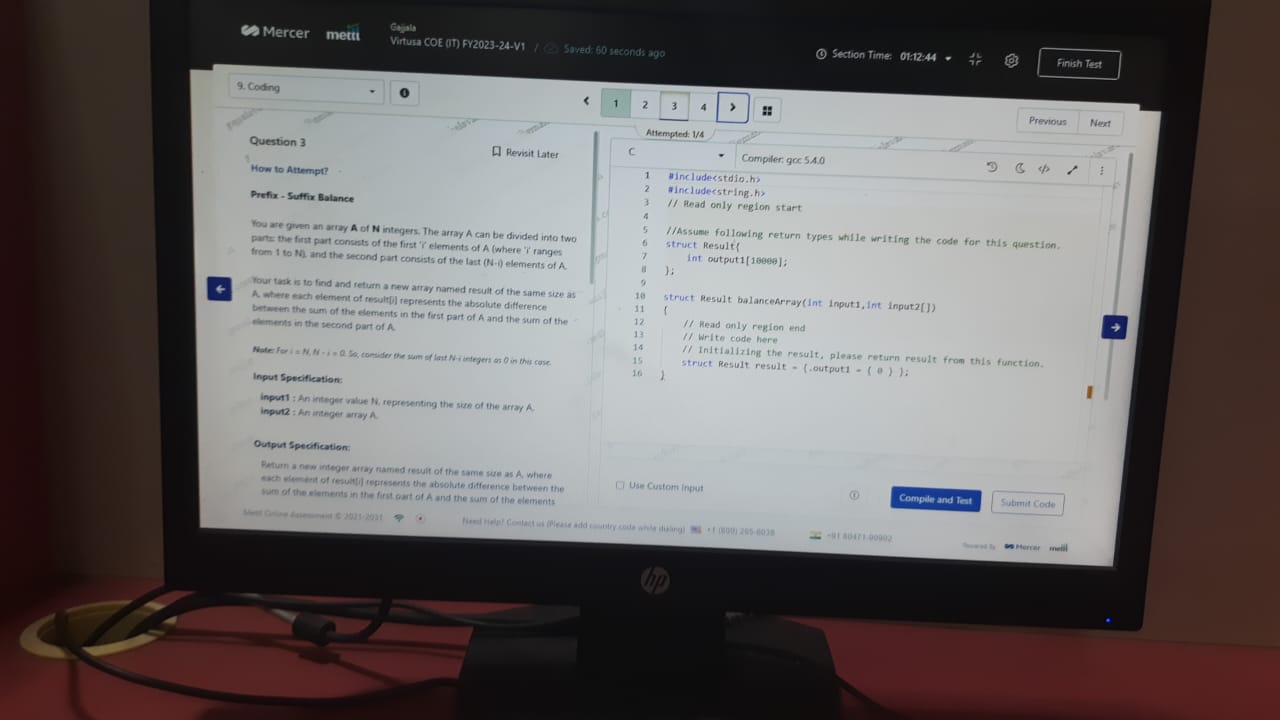 Mercer mettl
Gajjala
Virtusa COE (IT) FY2023-24-V1 / Saved: 60 seconds ago
Section Time: 01:12:44
Finish Test
9. Coding
1 2 3 4
Attempted: 1/4
Previous Next
Question 3
Revisit Later
How to Attempt?
Prefix - Suffix Balance
You are given an array A of N integers. The array A can be divided into two
parts: the first part consists of the first 'i' elements of A (where 'i' ranges
from 1 to N), and the second part consists of the last (N-i) elements of A.
Your task is to find and return a new array named result of the same size as
A, where each element of result[i] represents the absolute difference
between the sum of the elements in the first part of A and the sum of the
elements in the second part of A.
Note: For i = N, N - i = 0. So, consider the sum of last N-i integers as 0 in this case.
Input Specification:
input1 : An integer value N, representing the size of the array A.
input2 : An integer array A.
Output Specification:
Return a new integer array named result of the same size as A, where
each element of result[i] represents the absolute difference between the
sum of the elements in the first part of A and the sum of the elements
C
Compiler: gcc 5.4.0
1 #include<stdio.h>
2 #include<string.h>
3 // Read only region start
4
5 //Assume following return types while writing the code for this question.
6 struct Result{
7 int output1[10000];
8 };
9
10 struct Result balanceArray(int input1,int input2[])
11 {
12 // Read only region end
13 // Write code here
14 // Initializing the result, please return result from this function.
15 struct Result result = {.output1 = { 0 } };
16 }
Use Custom Input
Compile and Test
Submit Code
Mettl Online Assessment © 2021-2031
Need Help? Contact us (Please add country code while dialing)
Powered By Mercer mettl
hp